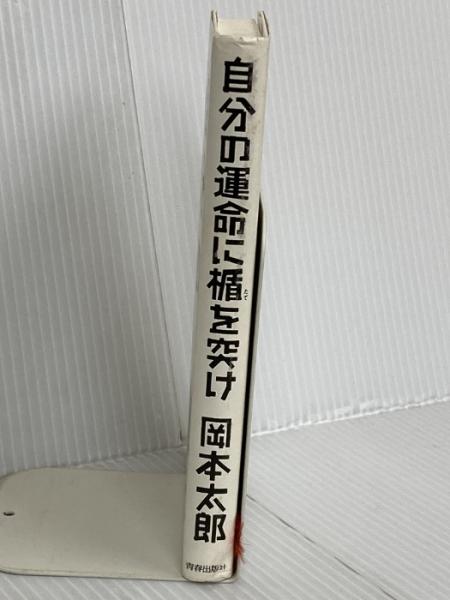 自分の運命に楯を突け
たて
岡本太郎
青春出版社